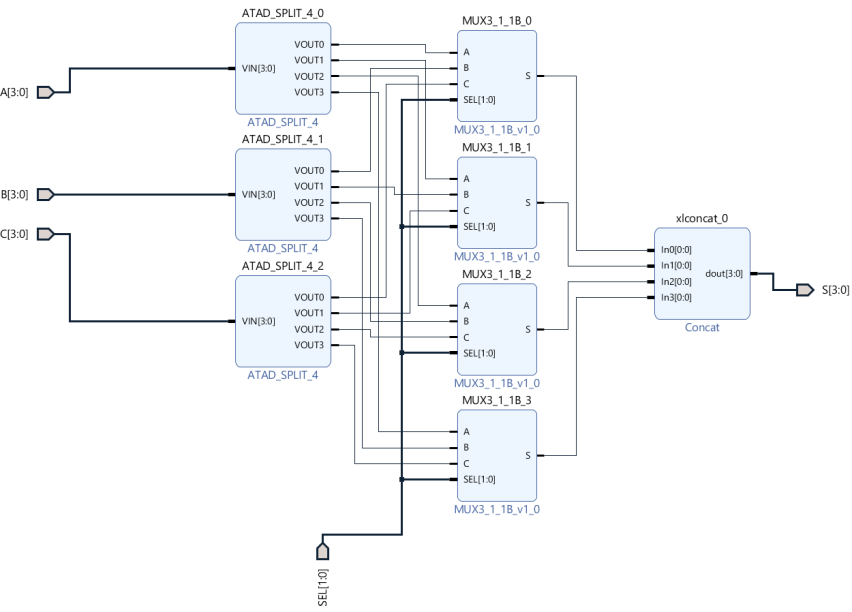 A[3:0]
B[3:0]
C[3:0]
ATAD_SPLIT_4_0
VIN[3:0]
VOUT0
VOUT1
VOUT2
VOUT3
ATAD_SPLIT_4
ATAD_SPLIT_4_1
VIN[3:0]
VOUT0
VOUT1
VOUT2
VOUT3
ATAD_SPLIT_4
ATAD_SPLIT_4_2
VIN[3:0]
VOUT0
VOUT1
VOUT2
VOUT3
ATAD_SPLIT_4
SEL[1:0]
MUX3_1_1B_0
A
B
C
SEL[1:0]
S
MUX3_1_1B_v1_0
MUX3_1_1B_1
A
B
C
SEL[1:0]
S
MUX3_1_1B_v1_0
MUX3_1_1B_2
A
B
C
SEL[1:0]
S
MUX3_1_1B_v1_0
MUX3_1_1B_3
A
B
C
SEL[1:0]
S
MUX3_1_1B_v1_0
xlconcat_0
In0[0:0]
In1[0:0]
In2[0:0]
In3[0:0]
dout[3:0]
Concat
S[3:0]